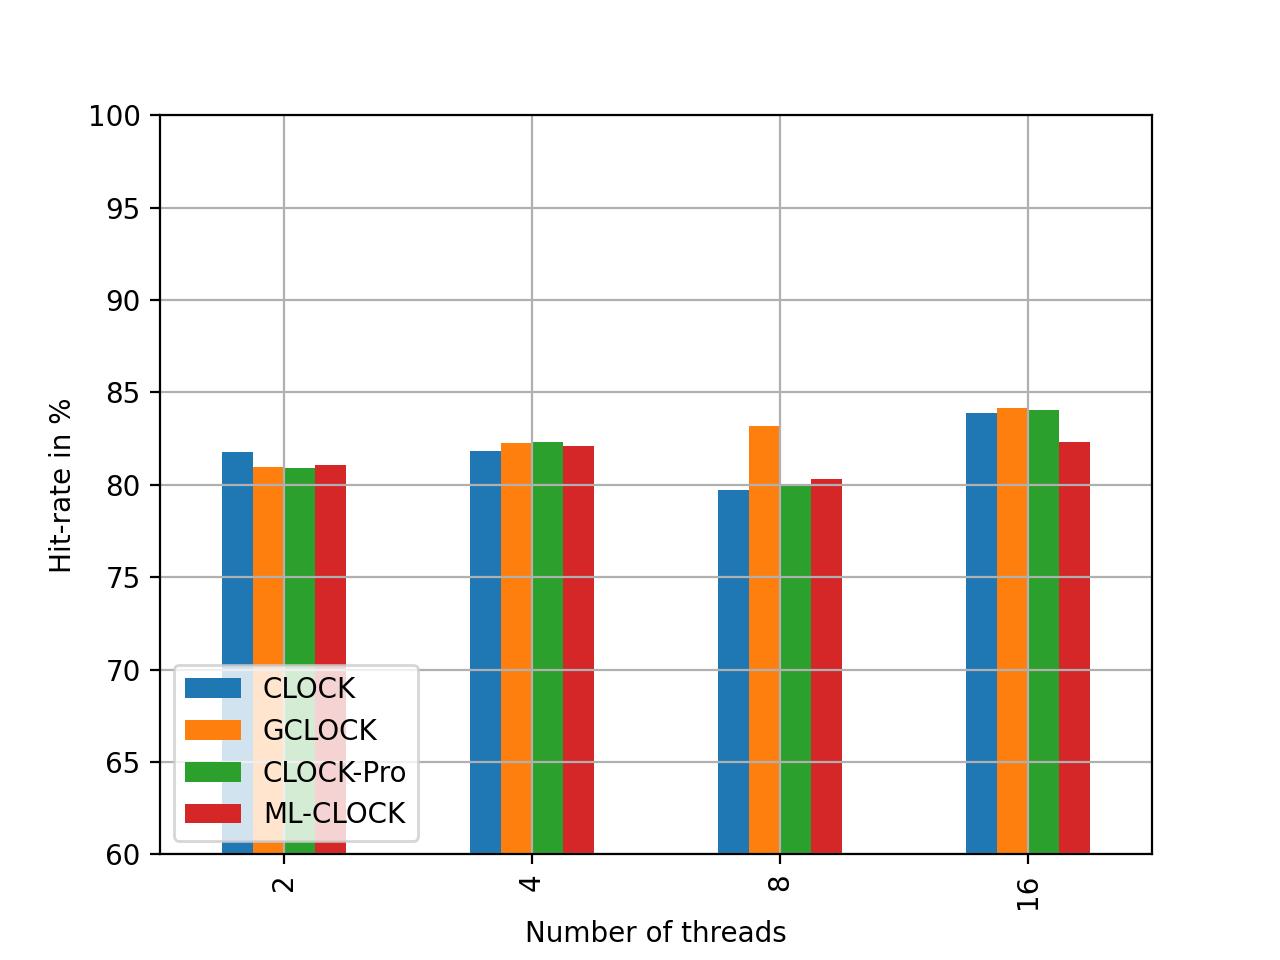 100
95
90
85
80
75
70
65
60
Hit-rate in %
CLOCK
GCLOCK
CLOCK-Pro
ML-CLOCK
2
4
8
16
Number of threads